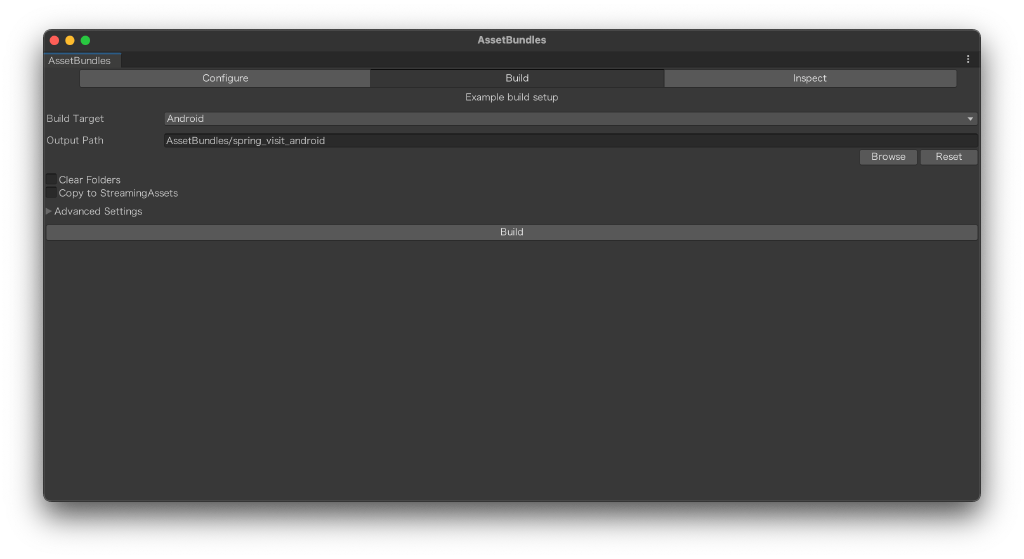 AssetBundles
AssetBundles
Configure Build Inspect
Example build setup
Build Target Android
Output Path AssetBundles/spring_visit_android
Browse Reset
Clear Folders
Copy to StreamingAssets
Advanced Settings
Build